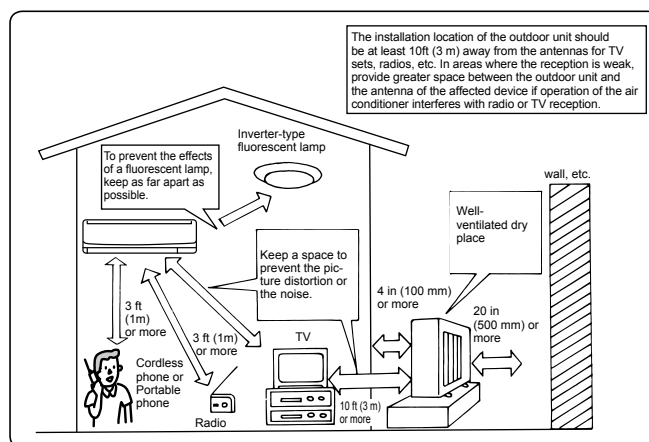 The installation location of the outdoor unit should
be at least 10ft (3 m) away from the antennas for TV
sets, radios, etc. In areas where the reception is weak,
provide greater space between the outdoor unit and
the antenna of the affected device if operation of the air
conditioner interferes with radio or TV reception.
Inverter-type
fluorescent lamp
To prevent the effects
of a fluorescent lamp,
keep as far apart as
possible.
wall, etc.
Well-
ventilated dry
place
Keep a space to
prevent the pic-
ture distortion or
the noise.
4 in (100 mm)
or more
20 in
(500 mm) or
more
3 ft
(1m)
or more
3 ft (1m)
or more
TV
Cordless
phone or
Portable
phone
Radio
10 ft (3 m)
or more